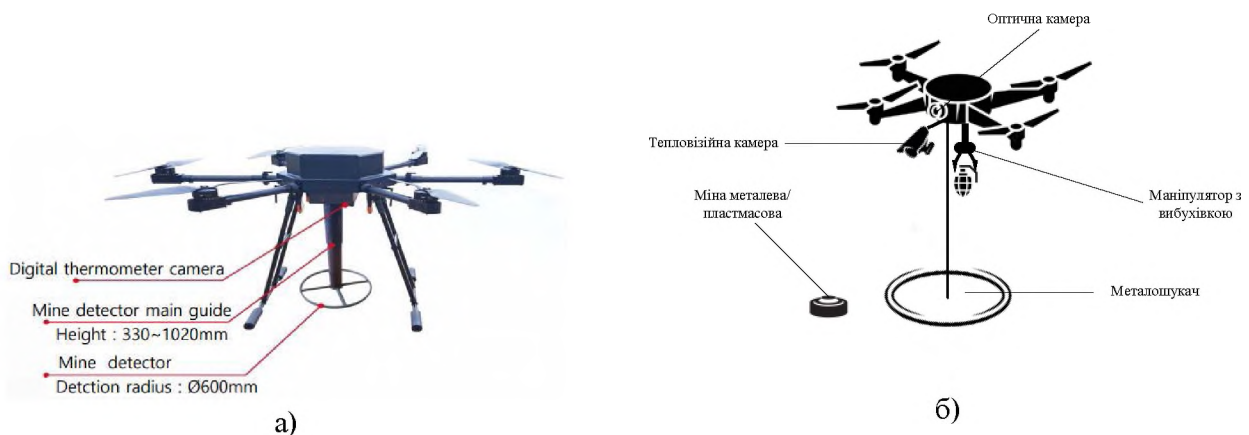 Digital thermometer camera
Mine detector main guide
Height : 330~1020mm
Mine detector
Detction radius : Ø600mm
а)
Оптична камера
Тепловізійна камера
Міна металева/
пластмасова
Маніпулятор з
вибухівкою
Металошукач
б)